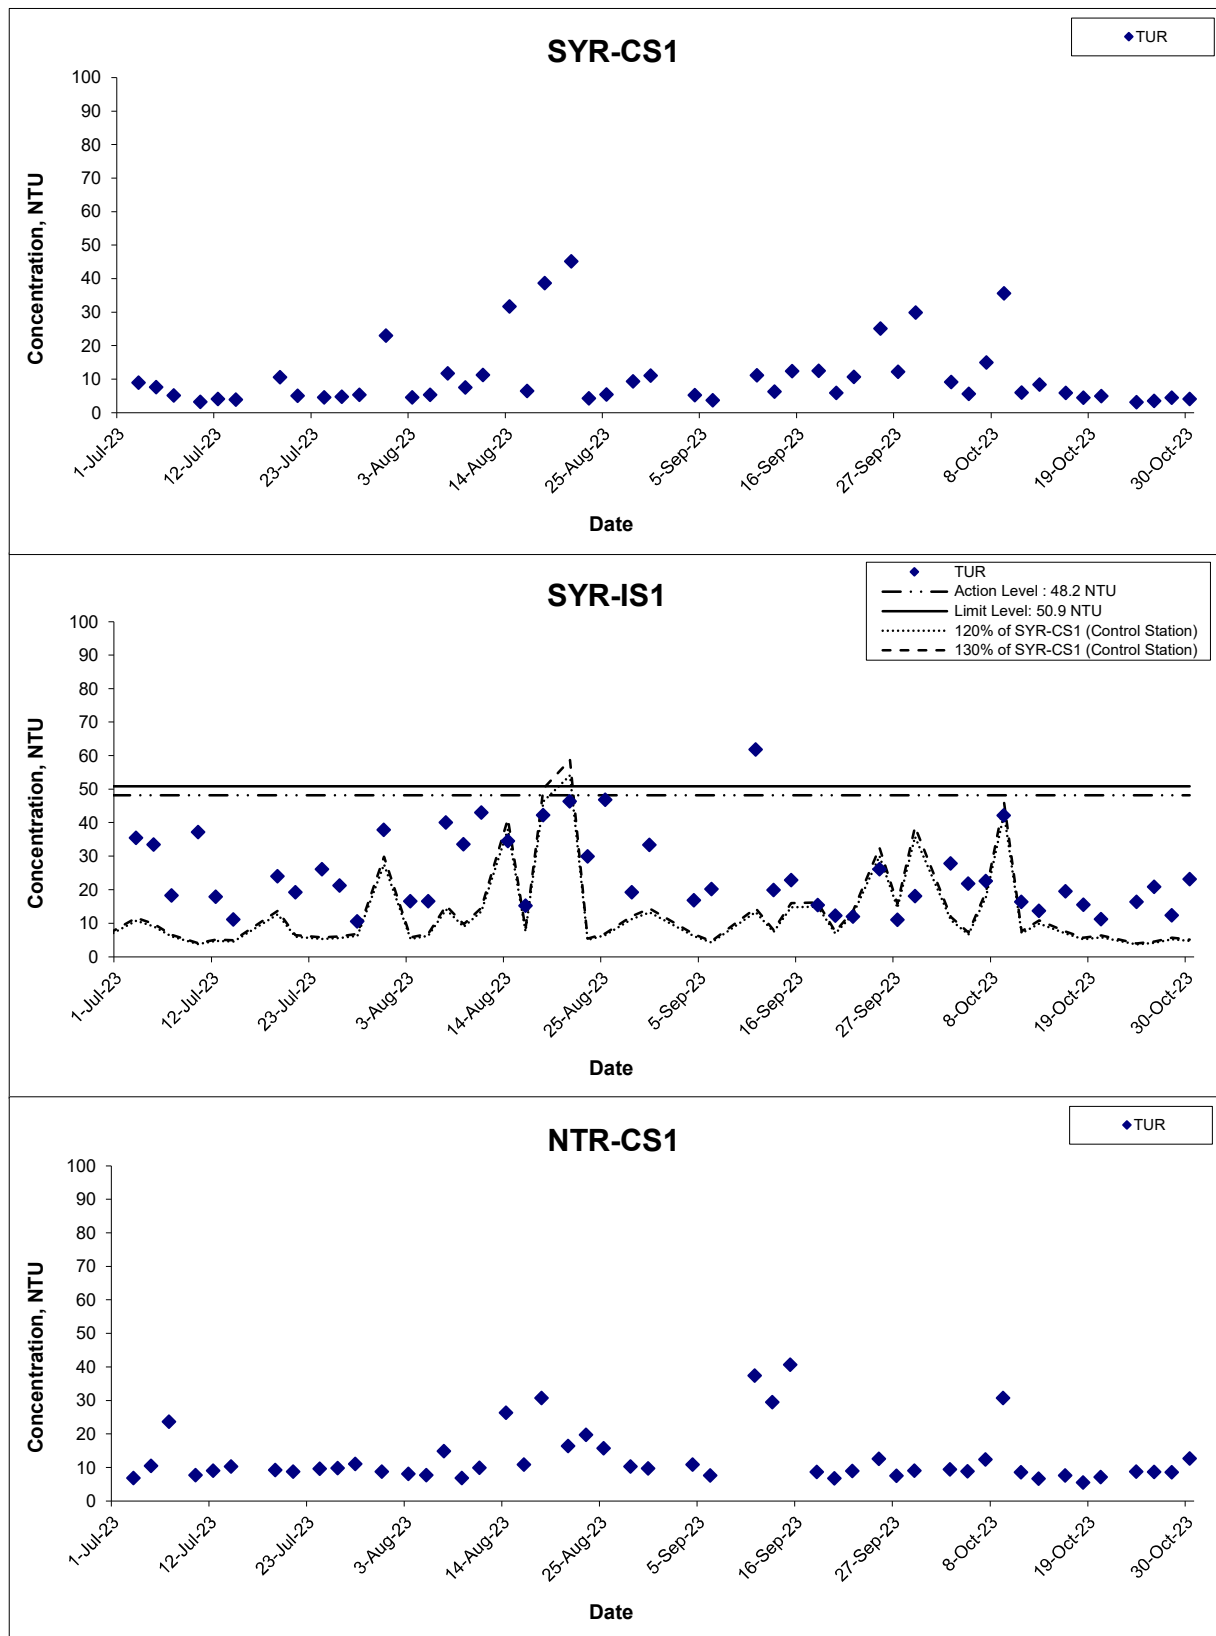 SYR-CS1
TUR
100
90
80
70
60
50
40
30
20
10
0
Concentration, NTU
1-Jul-23
12-Jul-23
23-Jul-23
3-Aug-23
14-Aug-23
25-Aug-23
5-Sep-23
16-Sep-23
27-Sep-23
8-Oct-23
19-Oct-23
30-Oct-23
Date
SYR-IS1
TUR
Action Level : 48.2 NTU
Limit Level: 50.9 NTU
120% of SYR-CS1 (Control Station)
130% of SYR-CS1 (Control Station)
100
90
80
70
60
50
40
30
20
10
0
Concentration, NTU
1-Jul-23
12-Jul-23
23-Jul-23
3-Aug-23
14-Aug-23
25-Aug-23
5-Sep-23
16-Sep-23
27-Sep-23
8-Oct-23
19-Oct-23
30-Oct-23
Date
NTR-CS1
TUR
100
90
80
70
60
50
40
30
20
10
0
Concentration, NTU
1-Jul-23
12-Jul-23
23-Jul-23
3-Aug-23
14-Aug-23
25-Aug-23
5-Sep-23
16-Sep-23
27-Sep-23
8-Oct-23
19-Oct-23
30-Oct-23
Date